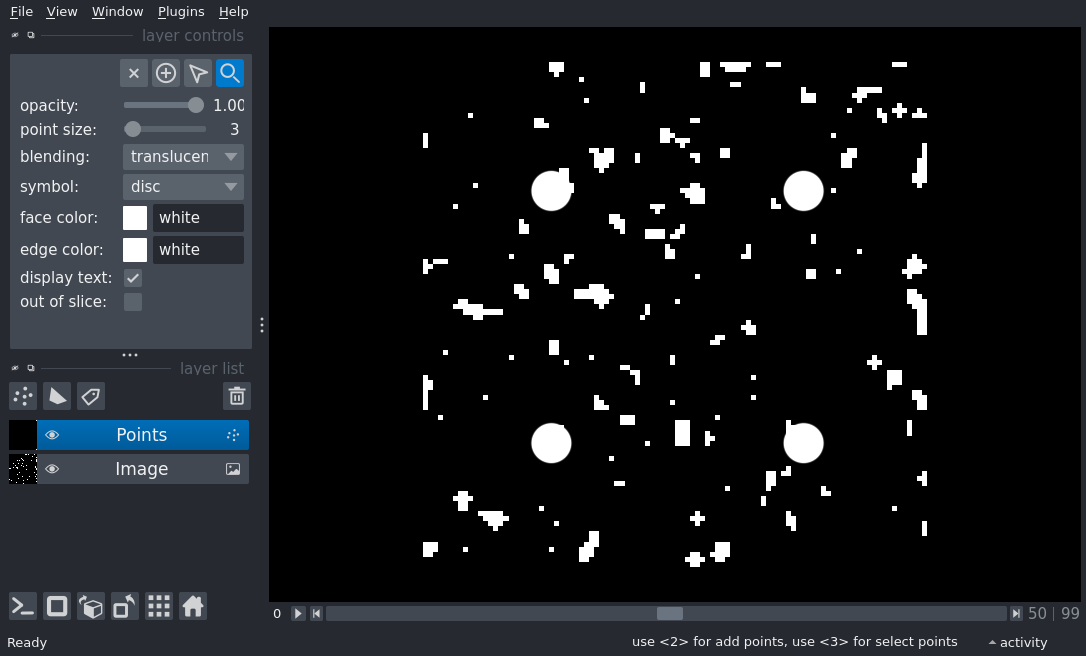 File View Window Plugins Help
layer controls
opacity: 1.00
point size: 3
blending: translucen
symbol: disc
face color: white
edge color: white
display text:
out of slice:
layer list
Points
Image
0 50 | 99
Ready use <2> for add points, use <3> for select points activity